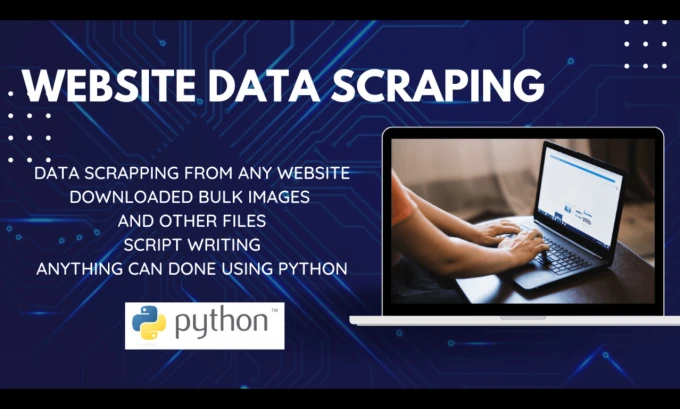 WEBSITE DATA SCRAPING
DATA SCRAPPING FROM ANY WEBSITE
DOWNLOADED BULK IMAGES
AND OTHER FILES
SCRIPT WRITING
ANYTHING CAN DONE USING PYTHON
python™